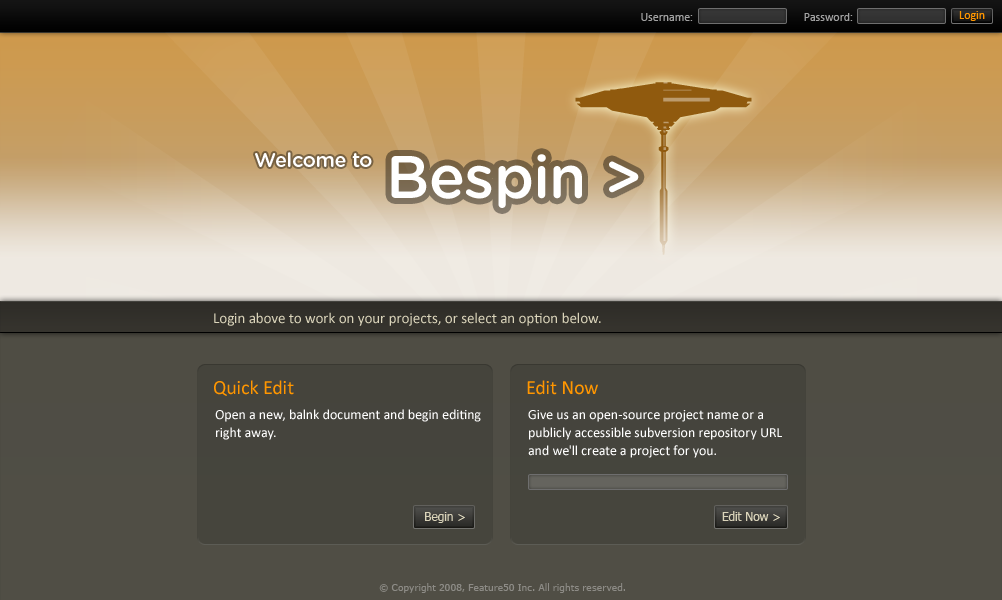 Username: Password: Login
Welcome to Bespin >
Login above to work on your projects, or select an option below.
Quick Edit
Open a new, balnk document and begin editing
right away.
Begin >
Edit Now
Give us an open-source project name or a
publicly accessible subversion repository URL
and we'll create a project for you.
Edit Now >
© Copyright 2008, Feature50 Inc. All rights reserved.